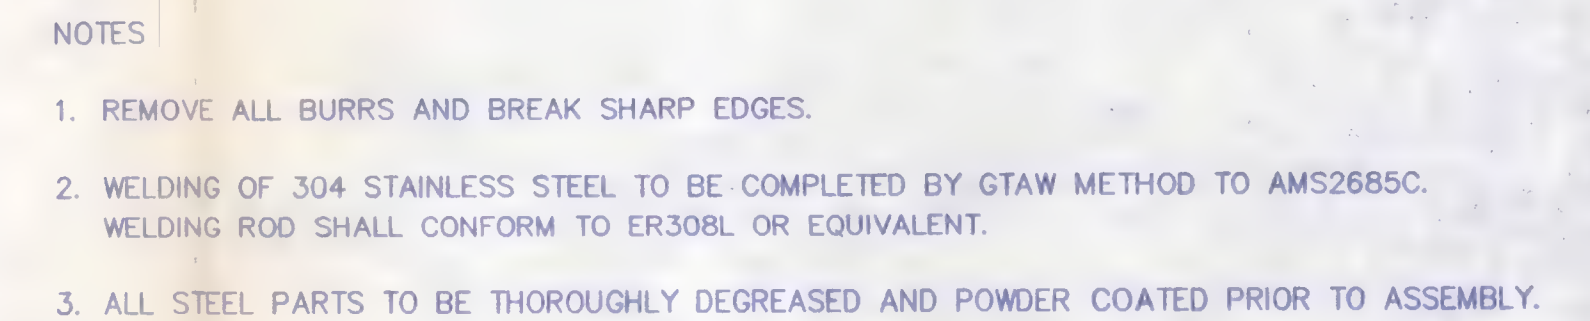 NOTES
1. REMOVE ALL BURRS AND BREAK SHARP EDGES.
2. WELDING OF 304 STAINLESS STEEL TO BE COMPLETED BY GTAW METHOD TO AMS2685C.
WELDING ROD SHALL CONFORM TO ER308L OR EQUIVALENT.
3. ALL STEEL PARTS TO BE THOROUGHLY DEGREASED AND POWDER COATED PRIOR TO ASSEMBLY.